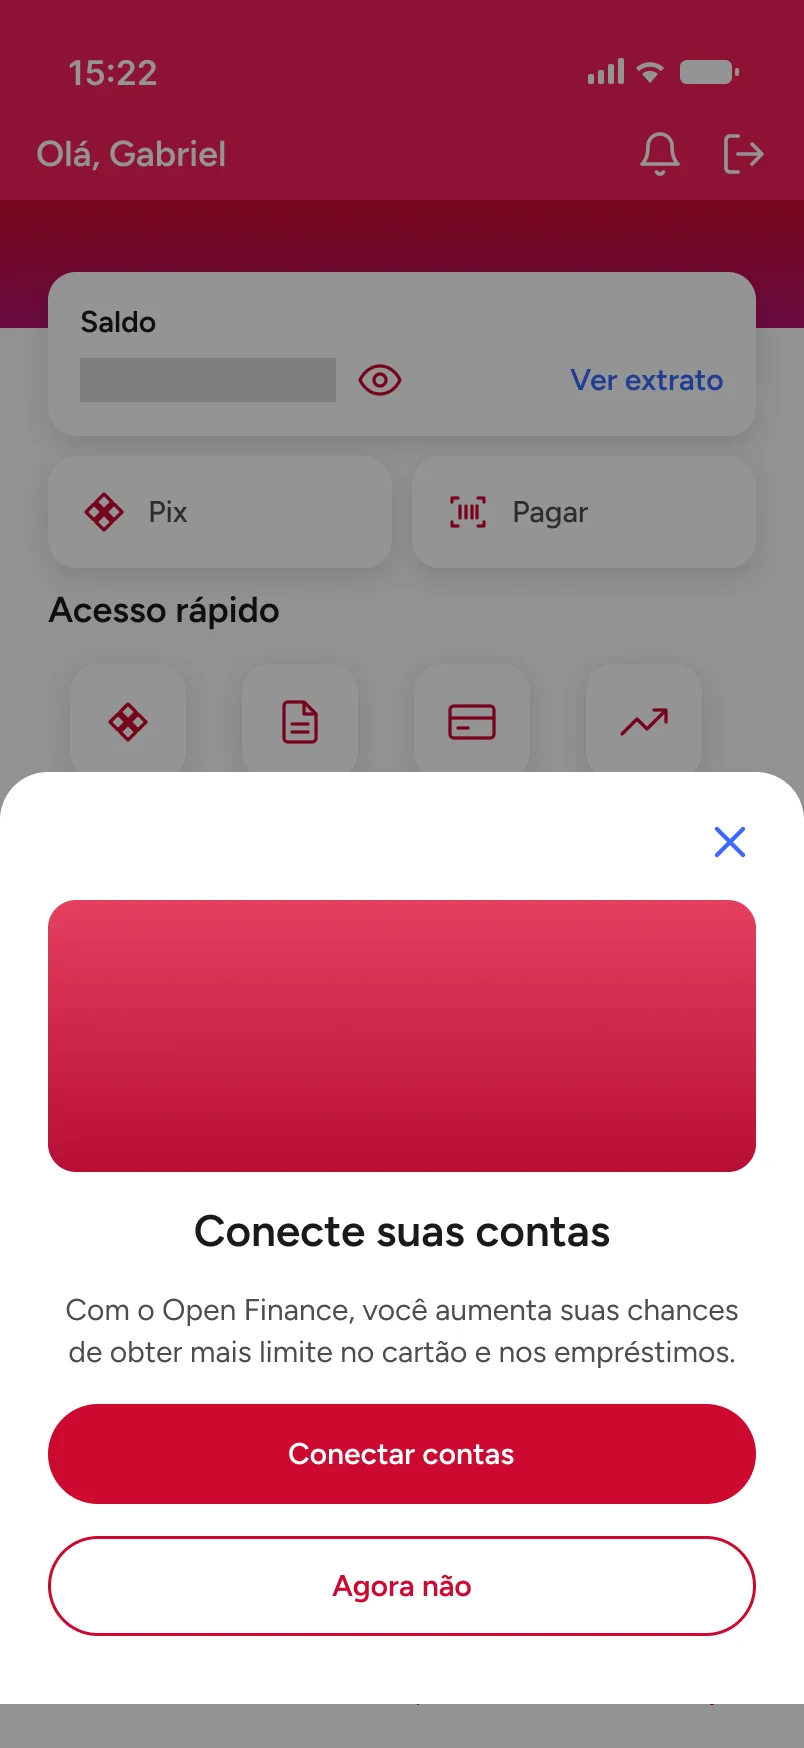 15:22
Olá, Gabriel
Saldo
Ver extrato
Pix
Pagar
Acesso rápido
Conecte suas contas
Com o Open Finance, você aumenta suas chances
de obter mais limite no cartão e nos empréstimos.
Conectar contas
Agora não